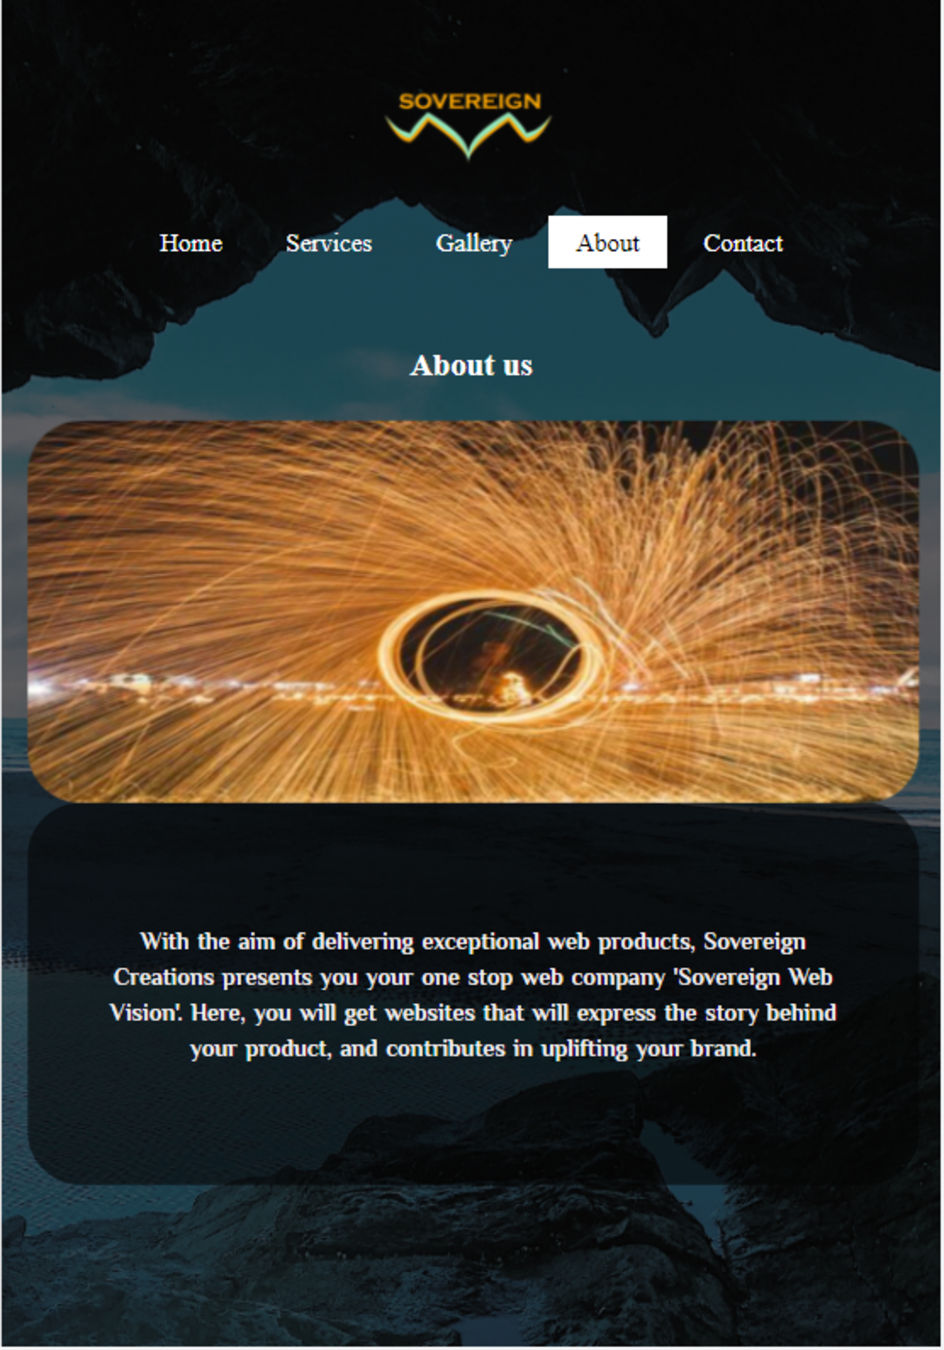 SOVEREIGN
Home Services Gallery About Contact
About us
With the aim of delivering exceptional web products, Sovereign
Creations presents you your one stop web company 'Sovereign Web
Vision'. Here, you will get websites that will express the story behind
your product, and contributes in uplifting your brand.